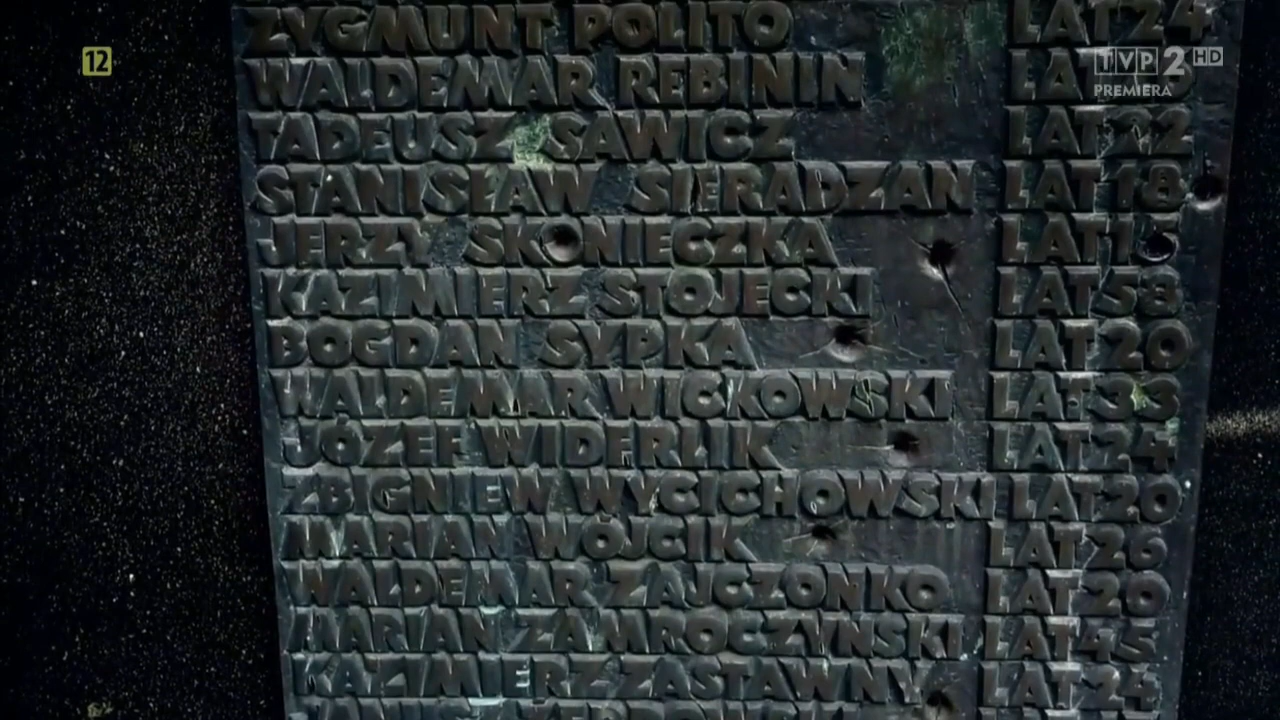 ZYGMUNT POLITO LAT 24
12
TVP 2 HD
PREMIERA
WALDEMAR REBININ LAT
TADEUSZ SAWICZ LAT 22
STANISŁAW SIERADZAN LAT 18
JERZY SKONIECZKA LAT 15
KAZIMIERZ STOJECKI LAT 58
BOGDAN SYPKA LAT 20
WALDEMAR WICKOWSKI LAT 33
JÓZEF WIDERLIK LAT 24
ZBIGNIEW WYCICHOWSKI LAT 20
MARIAN WÓJCIK LAT 26
WALDEMAR ZAJCZONKO LAT 20
MARIAN ZAMROCZYŃSKI LAT 45
KAZIMIERZ ZASTAWNY LAT 24